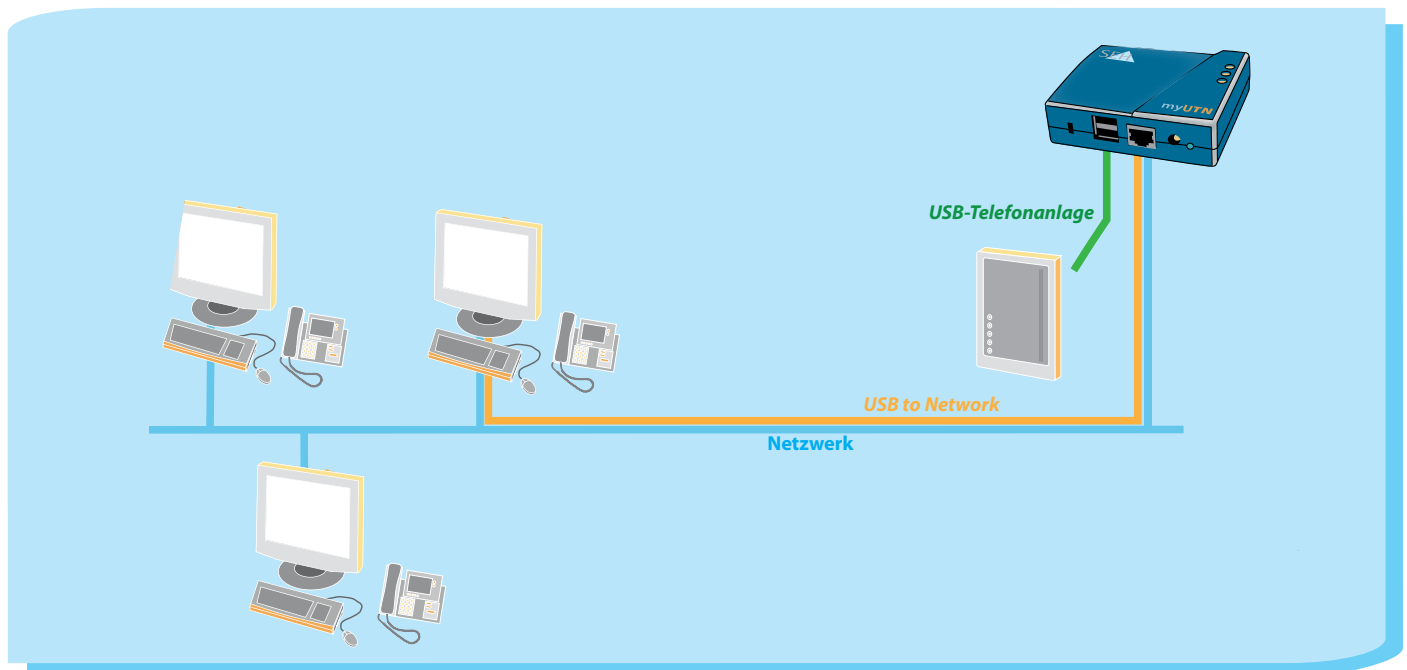 SEH
myUTN
USB-Telefonanlage
USB to Network
Netzwerk